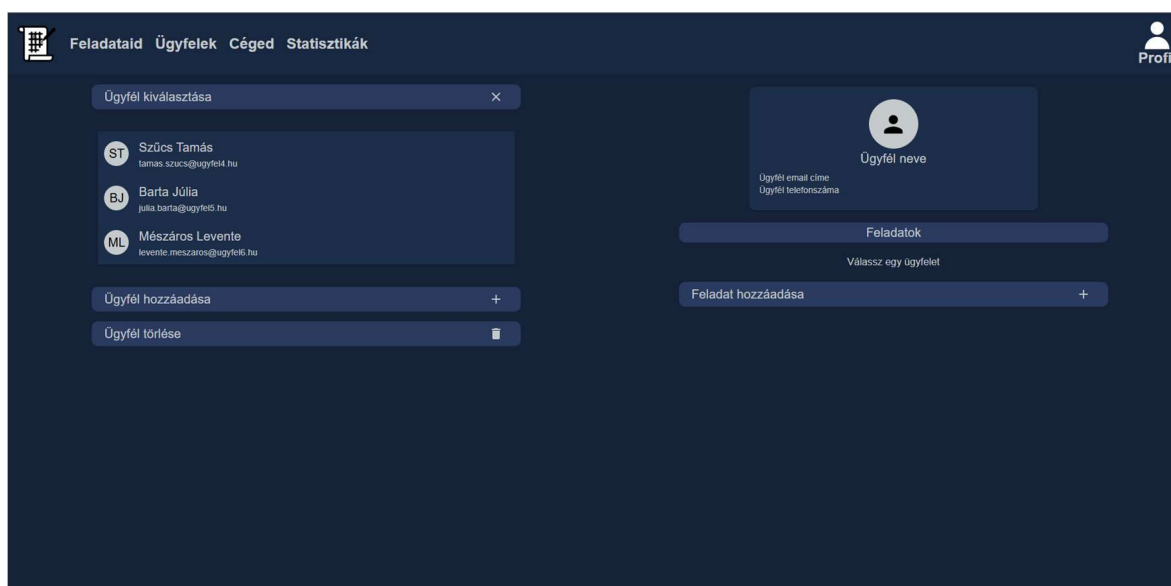 Feladataid Ügyfelek Céged Statisztikák
Profi
Ügyfél kiválasztása
ST
Szűcs Tamás
tamas.szucs@ugyfel4.hu
BJ
Barta Júlia
julia.barta@ugyfel5.hu
ML
Mészáros Levente
levente.meszaros@ugyfel6.hu
Ügyfél hozzáadása
Ügyfél törlése
Ügyfél neve
Ügyfél email címe
Ügyfél telefonszáma
Feladatok
Válassz egy ügyfelet
Feladat hozzáadása